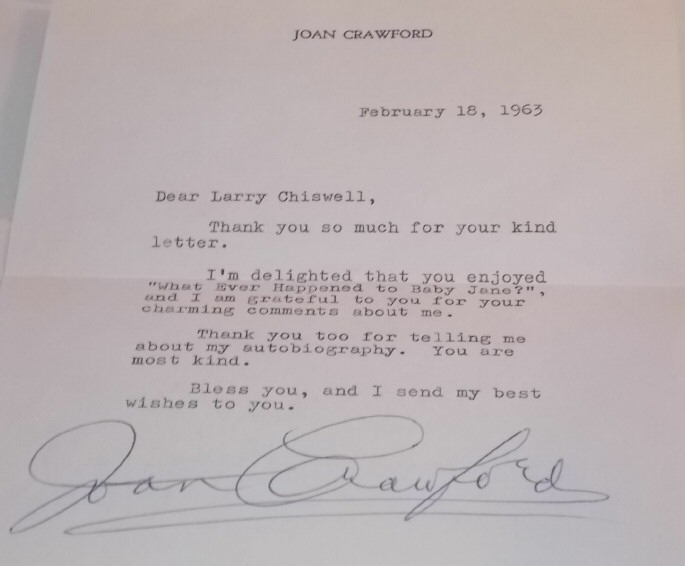 JOAN CRAWFORD
February 18, 1963
Dear Larry Chiswell,
Thank you so much for your kind
letter.
I'm delighted that you enjoyed
"What Ever Happened to Baby Jane?",
and I am grateful to you for your
charming comments about me.
Thank you too for telling me
about my autobiography. You are
most kind.
Bless you, and I send my best
wishes to you.
Joan Crawford